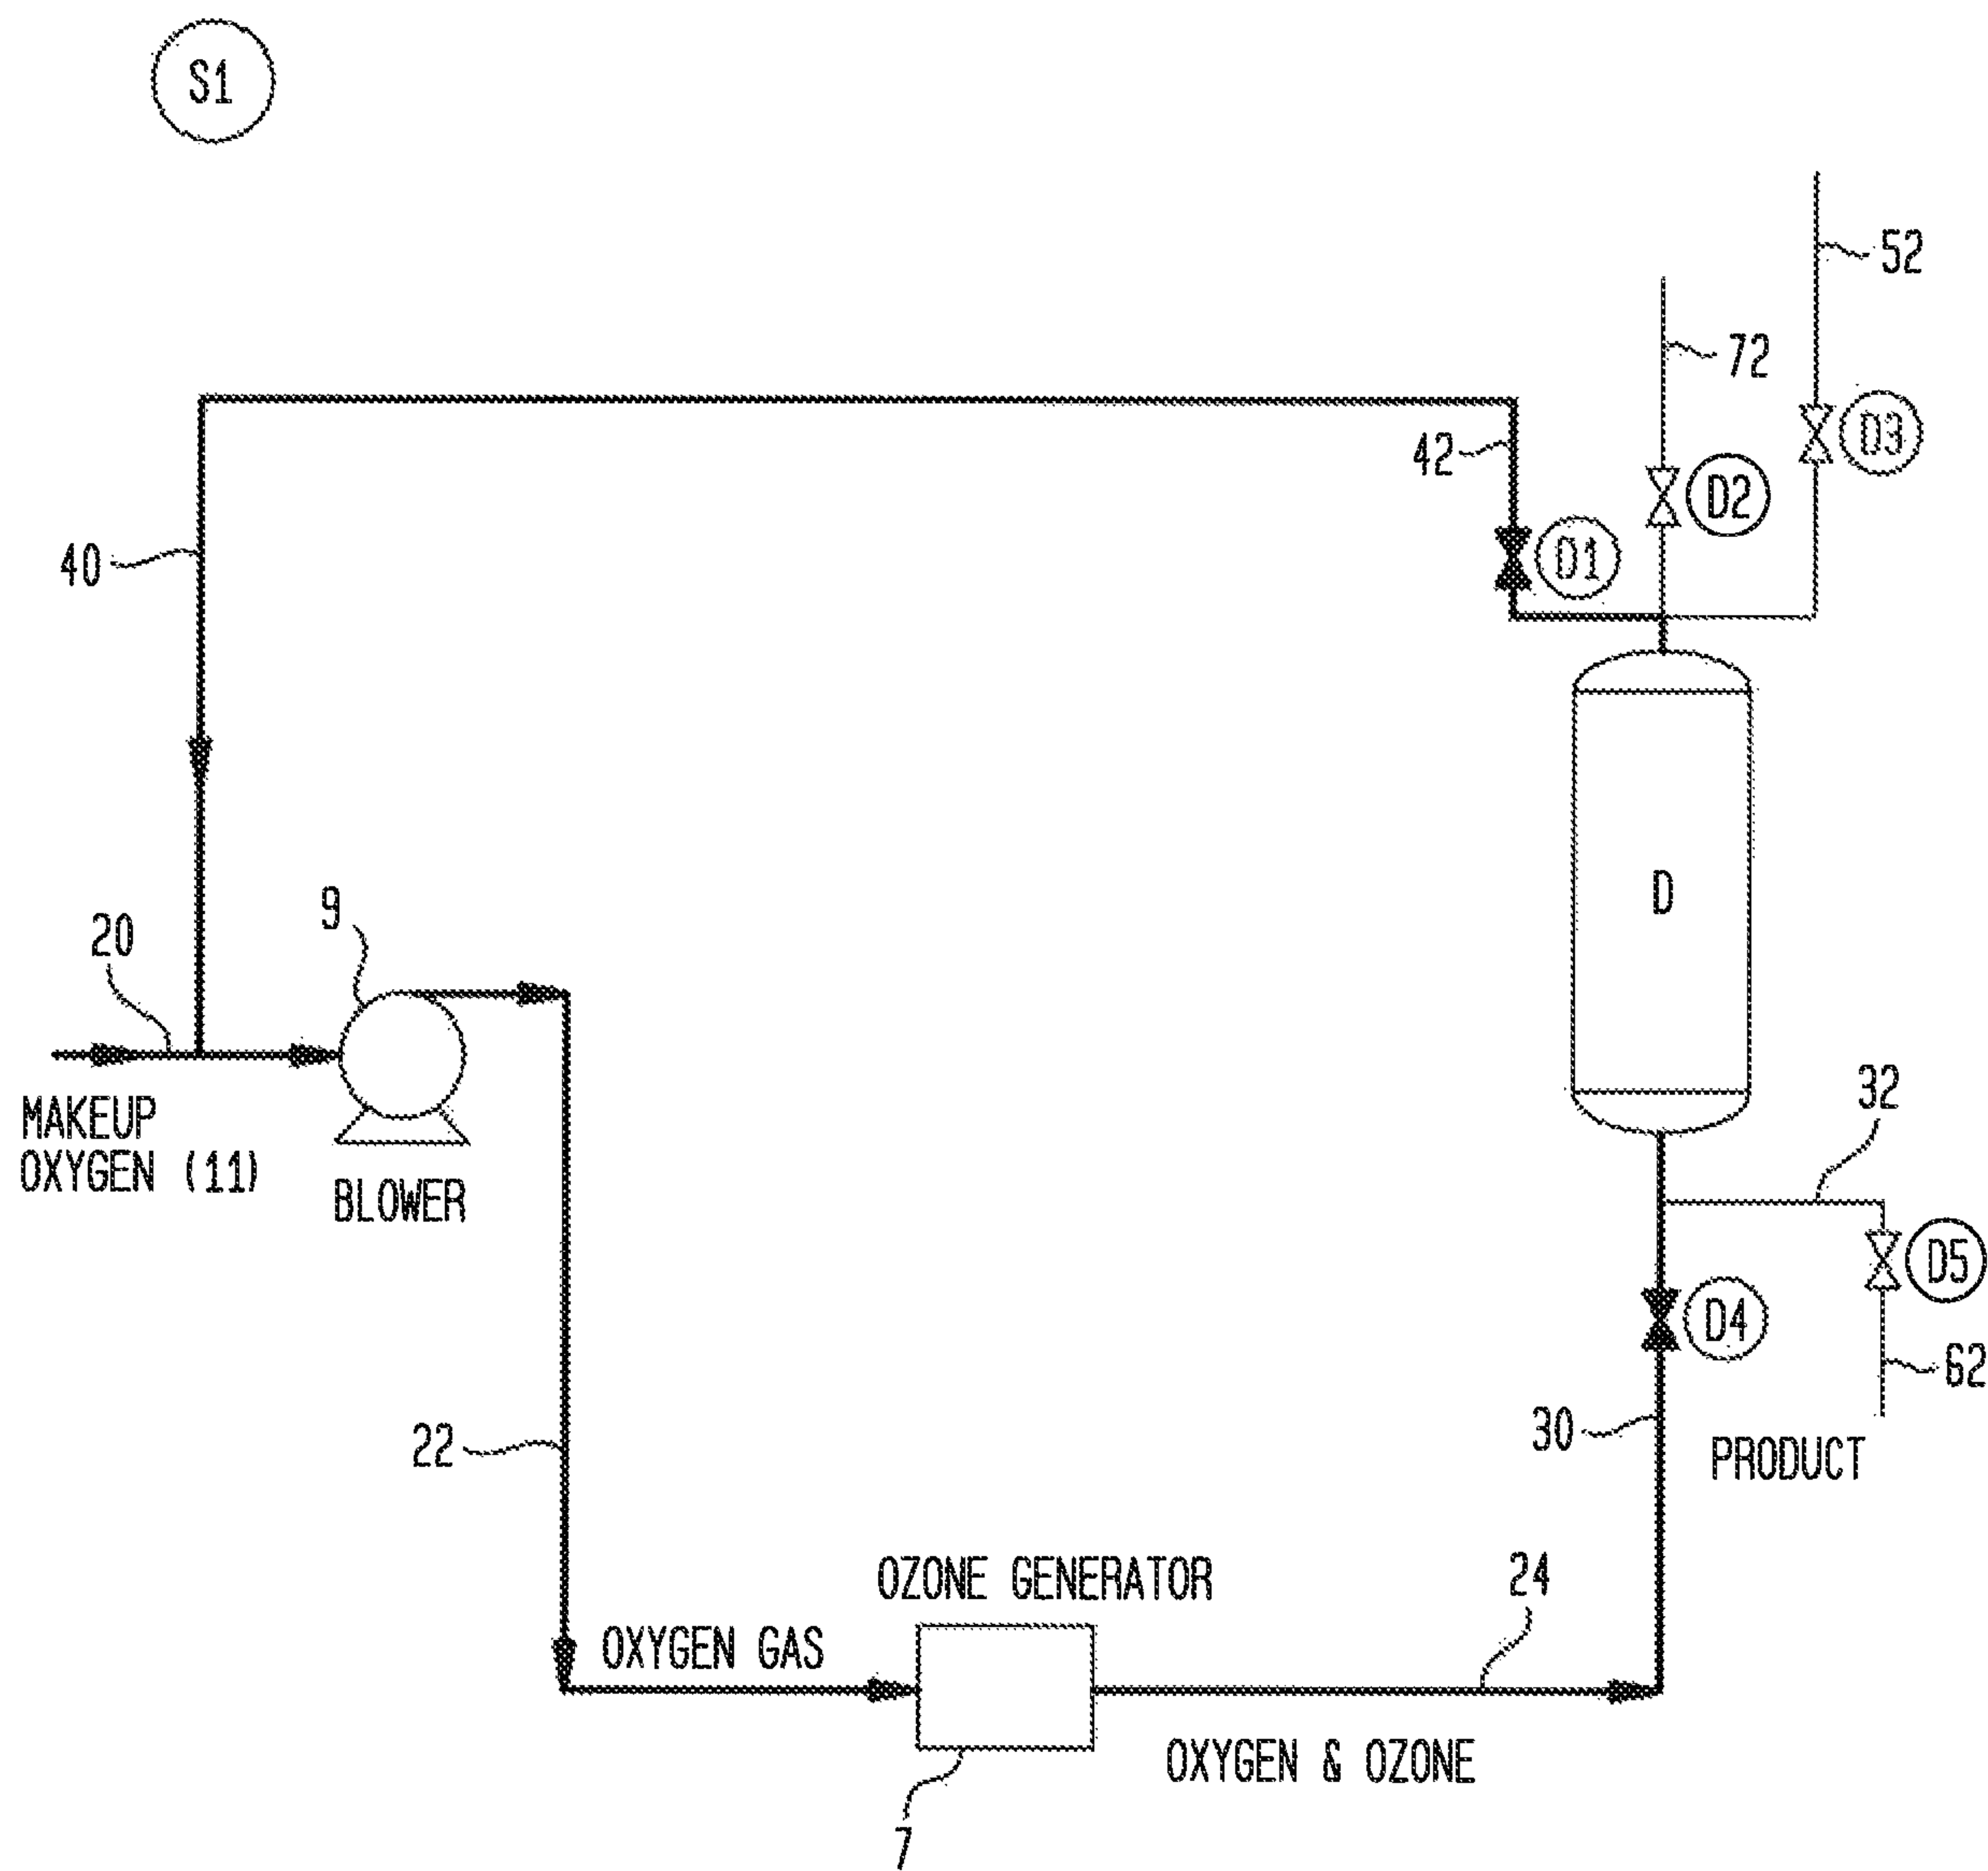 S1
52
72
D3
42
D2
D1
40
D
9
20
32
MAKEUP
OXYGEN (11)
BLOWER
D5
D4
62
22
30
PRODUCT
OZONE GENERATOR
24
OXYGEN GAS
OXYGEN & OZONE
7